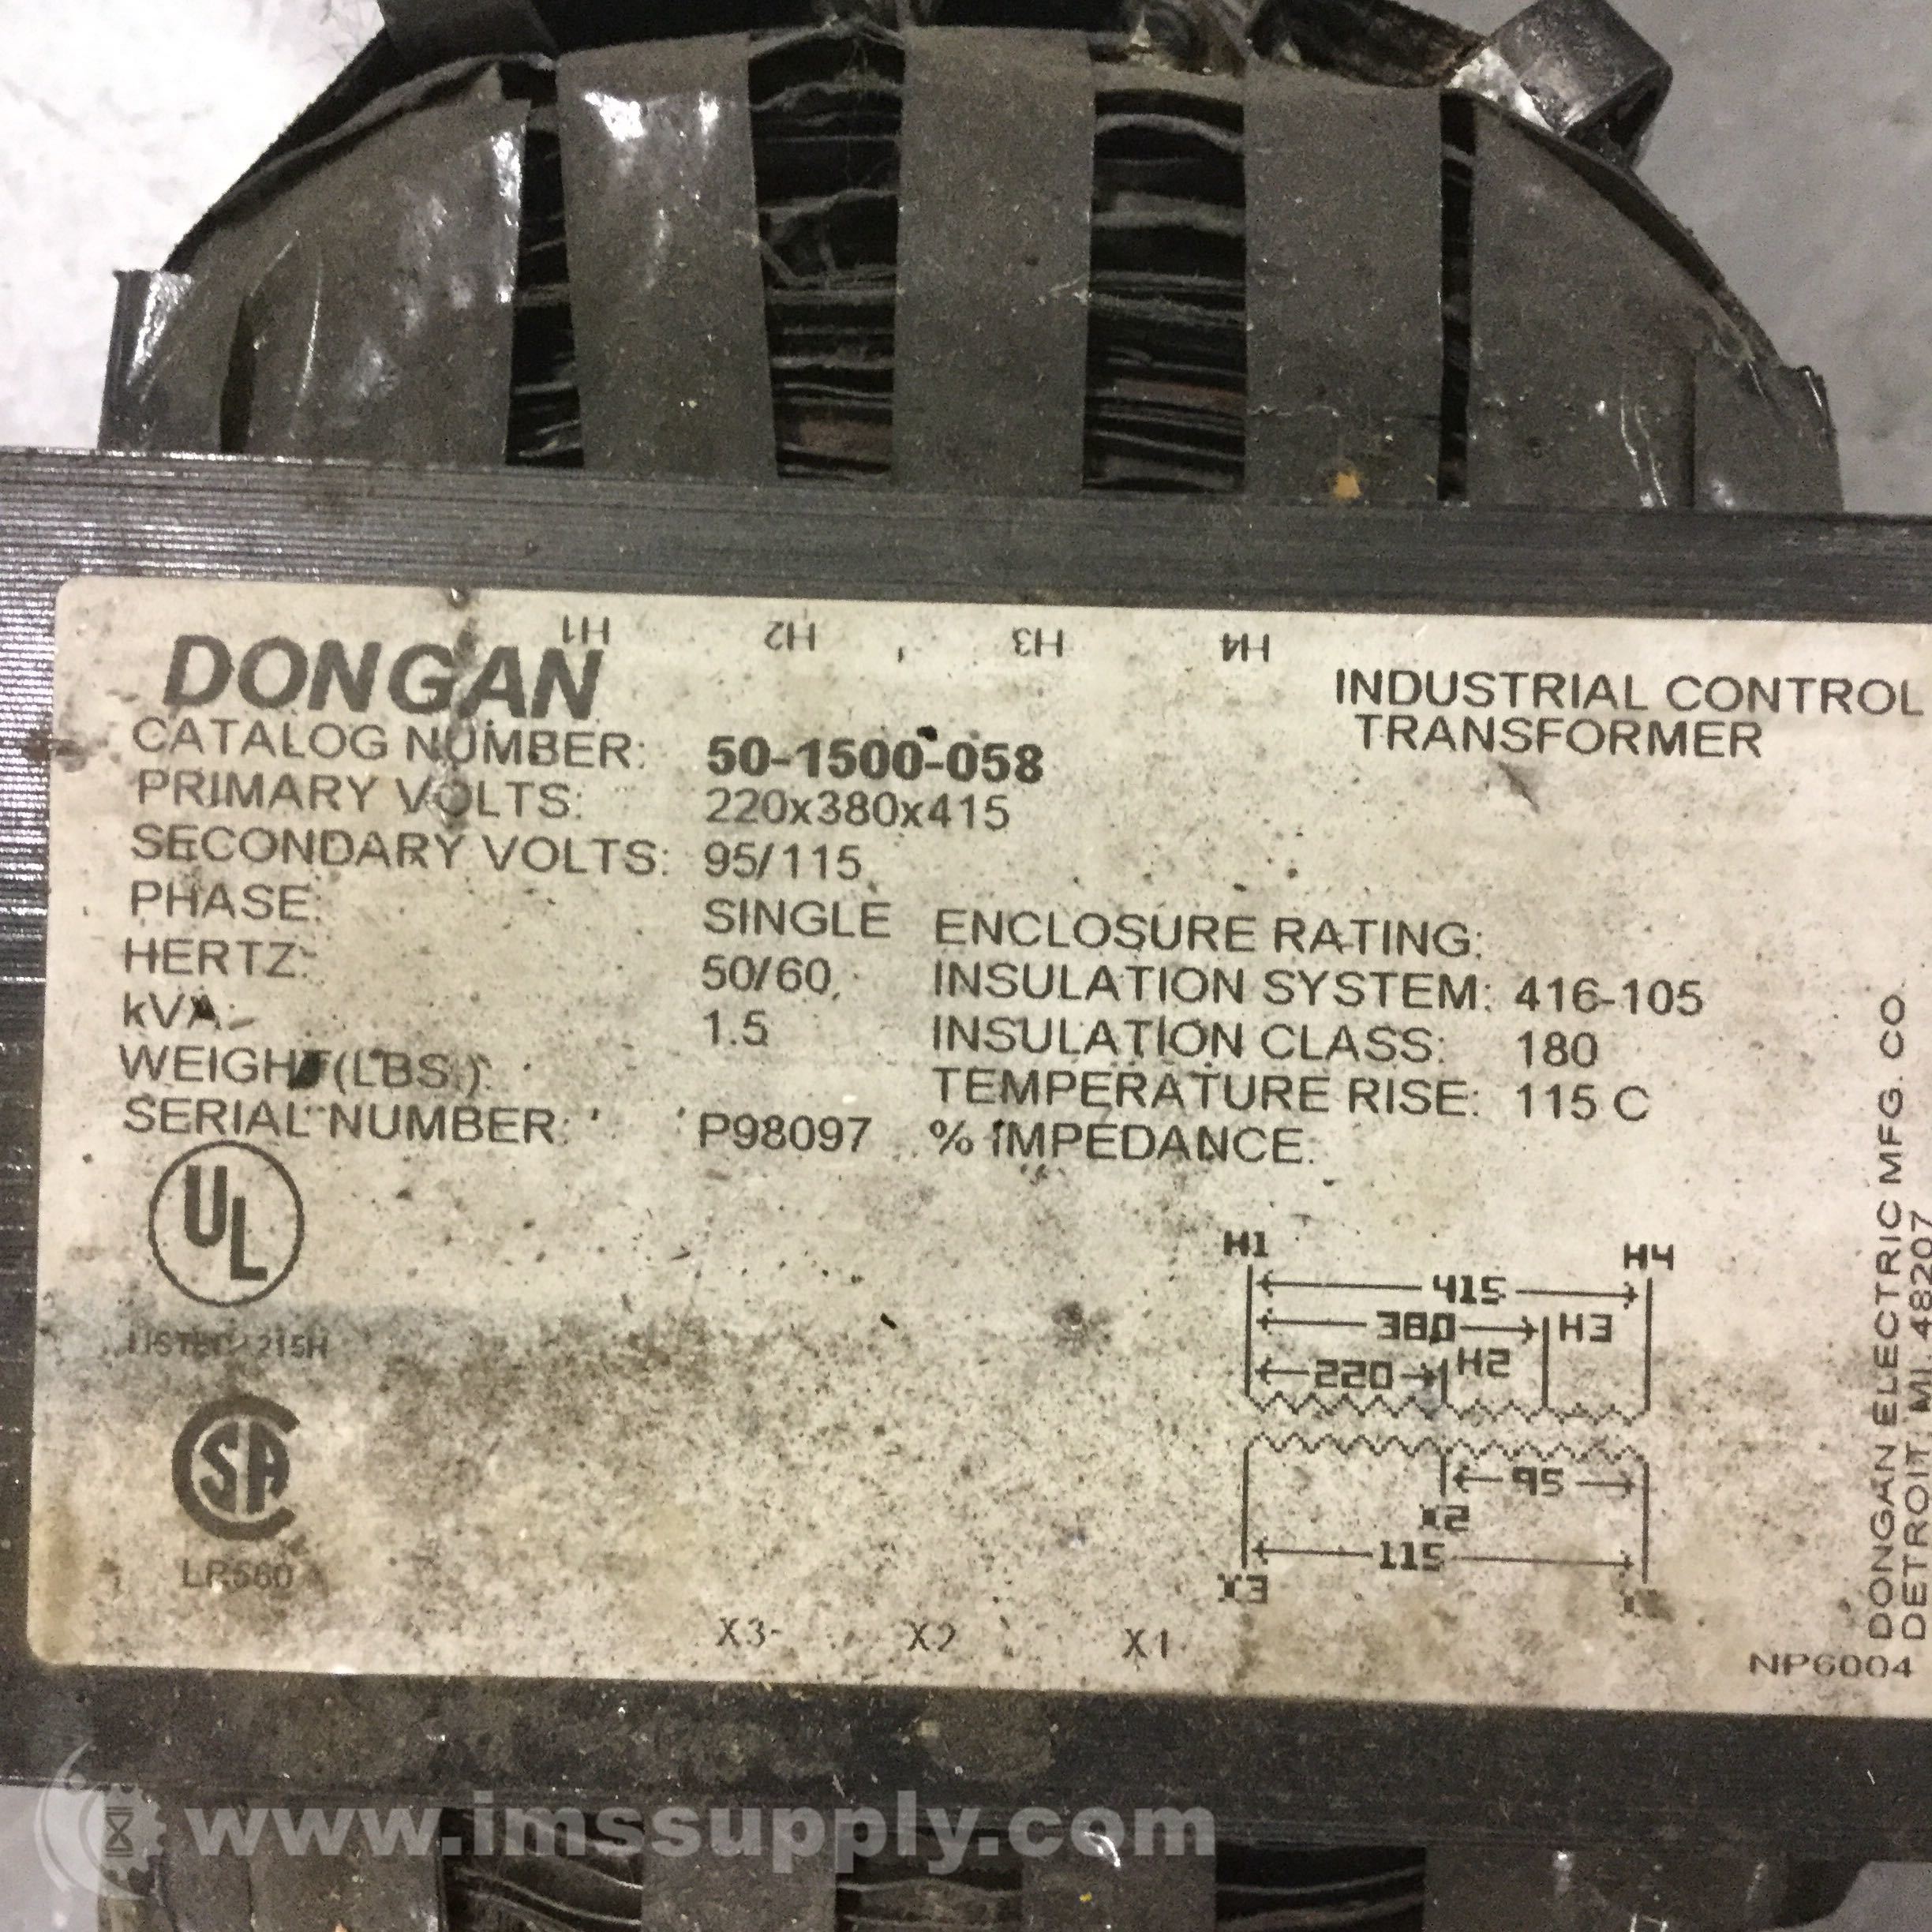 H1 H2 H3 H4
DONGAN
INDUSTRIAL CONTROL
TRANSFORMER
CATALOG NUMBER: 50-1500-058
PRIMARY VOLTS: 220x380x415
SECONDARY VOLTS: 95/115
PHASE: SINGLE
HERTZ: 50/60
kVA: 1.5
WEIGHT (LBS.):
SERIAL NUMBER: P98097
ENCLOSURE RATING:
INSULATION SYSTEM: 416-105
INSULATION CLASS: 180
TEMPERATURE RISE: 115 C
% IMPEDANCE:
UL
LISTED 215H
SA
LR560
H1 H4
415
380 H3
220 H2
95
X2
115
X3
X3 X2 X1
DONGAN ELECTRIC MFG. CO.
DETROIT, MI. 48207
NP6004
www.imssupply.com